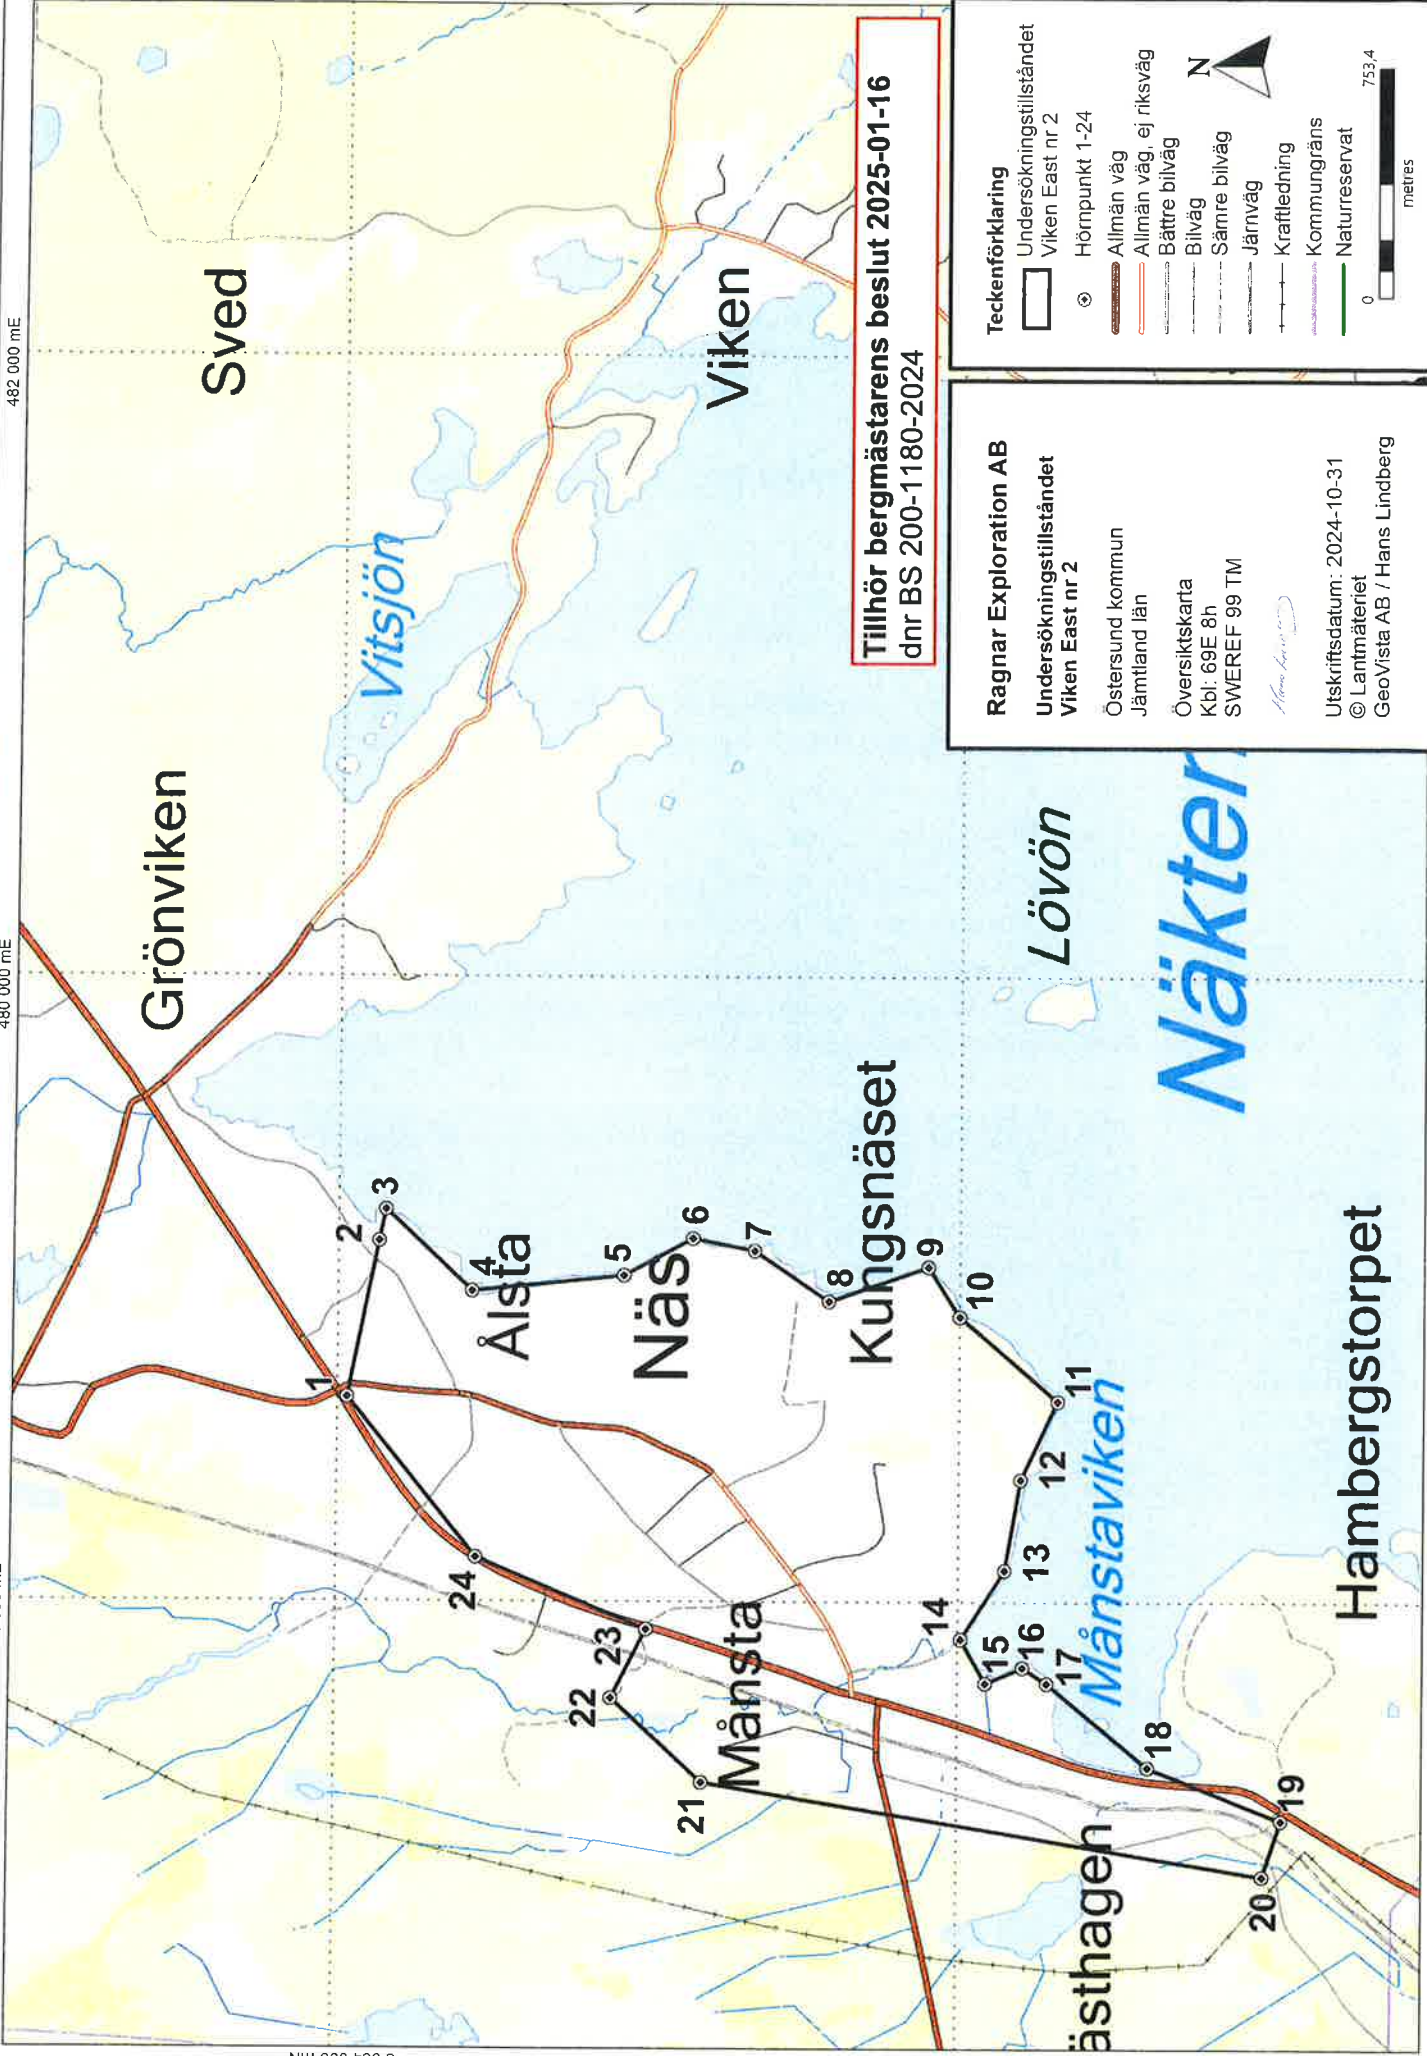 482 000 mE
480 000 mE
Sved
Grönviken
Vitsjön
Viken
Ålsta
Näs
Kungsnäset
Lövön
Näkten
Månsta
Månstaviken
Hambergstorpet
ästhagen
1
2
3
4
5
6
7
8
9
10
11
12
13
14
15
16
17
18
19
20
21
22
23
24
Tillhör bergmästarens beslut 2025-01-16
dnr BS 200-1180-2024
Ragnar Exploration AB
Undersökningstillståndet
Viken East nr 2
Östersund kommun
Jämtland län
Översiktskarta
Kbl: 69E 8h
SWEREF 99 TM
Utskriftsdatum: 2024-10-31
© Lantmäteriet
GeoVista AB / Hans Lindberg
Teckenförklaring
Undersökningstillståndet
Viken East nr 2
Hörnpunkt 1-24
Allmän väg
Allmän väg, ej riksväg
Bättre bilväg
Bilväg
Sämre bilväg
Järnväg
Kraftledning
Kommungräns
Naturreservat
N
0
753,4
metres